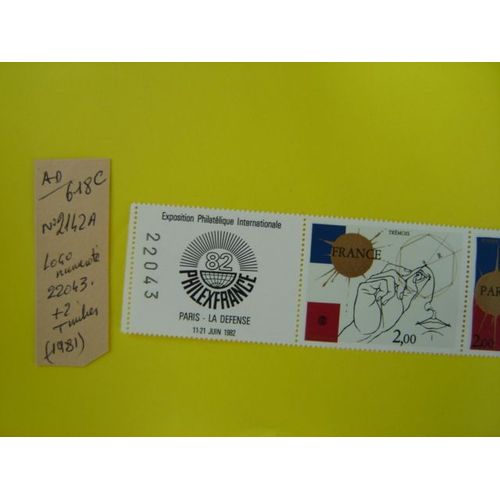 AD
618C
N°2142A
LOGO
numeroté
22043.
+2
Timbres
(1981)
Exposition Philatélique Internationale
22043
82
PHILEXFRANCE
PARIS - LA DEFENSE
11-21 JUIN 1982
TRÉMOIS
FRANCE
2,00
PA